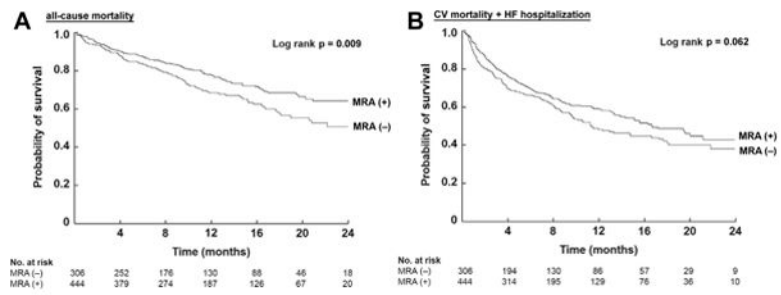 A
all-cause mortality
Log rank p = 0.009
1.0
0.8
0.6
0.4
0.2
0
Probability of survival
MRA (+)
MRA (–)
4 8 12 16 20 24
Time (months)
No. at risk
MRA (–) 306 252 176 130 88 46 18
MRA (+) 444 379 274 187 126 67 20
B
CV mortality + HF hospitalization
Log rank p = 0.062
1.0
0.8
0.6
0.4
0.2
0
Probability of survival
MRA (+)
MRA (–)
4 8 12 16 20 24
Time (months)
No. at risk
MRA (–) 306 194 130 86 57 29 9
MRA (+) 444 314 195 129 76 36 10